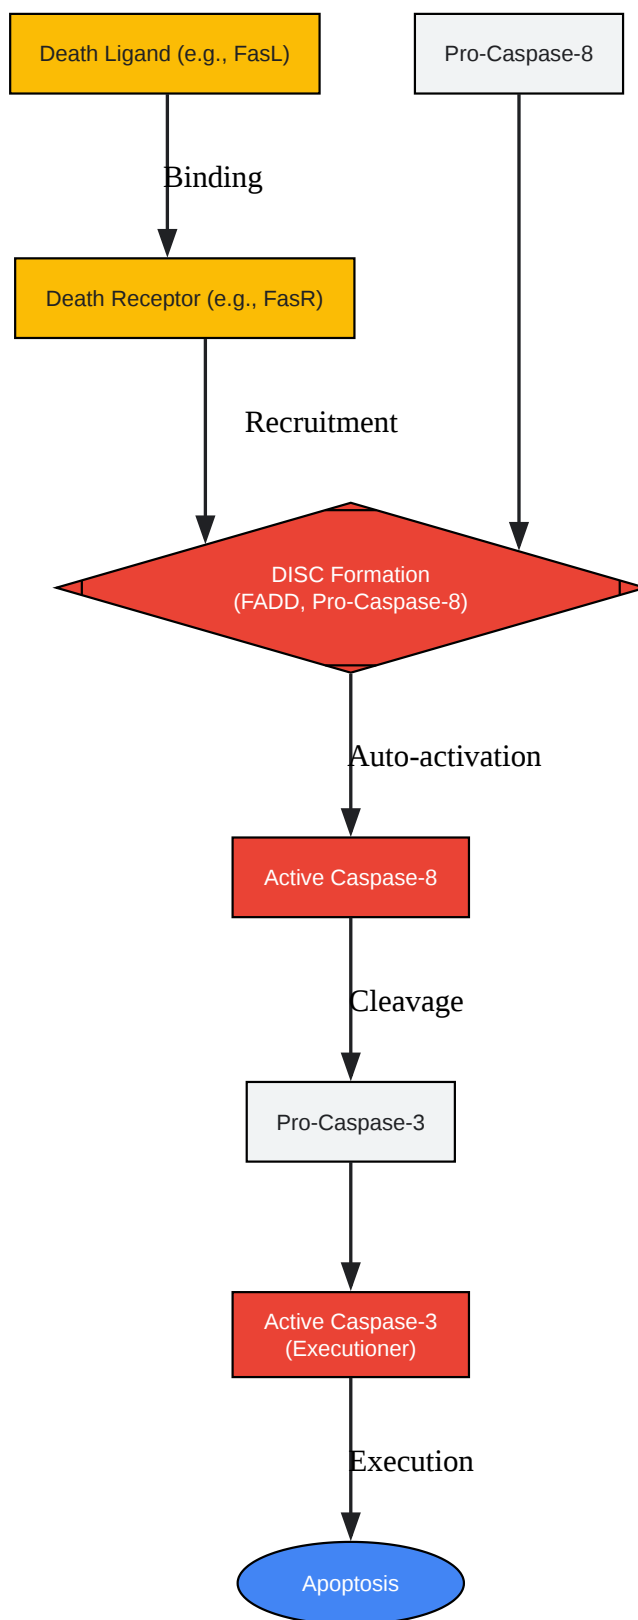 Death Ligand (e.g., FasL)
Pro-Caspase-8
Binding
Death Receptor (e.g., FasR)
Recruitment
DISC Formation
(FADD, Pro-Caspase-8)
Auto-activation
Active Caspase-8
Cleavage
Pro-Caspase-3
Active Caspase-3
(Executioner)
Execution
Apoptosis